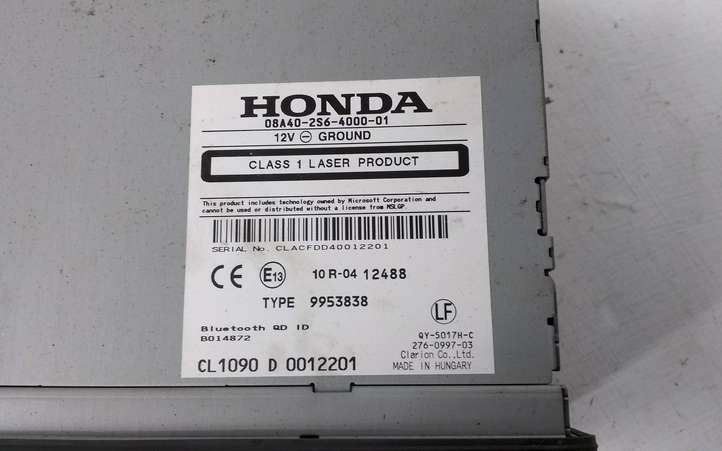 HONDA
08A40-2S6-4000-01
12V ⊖ GROUND
CLASS 1 LASER PRODUCT
This product includes technology owned by Microsoft Corporation and
cannot be used or distributed without a license from MSLGP.
SERIAL No. CLACFDD40012201
CE E13 10 R-04 12488
TYPE 9953838
LF
Bluetooth QD ID
B014872
QY-5017H-C
276-0997-03
Clarion Co.,Ltd.
CL1090 D 0012201
MADE IN HUNGARY